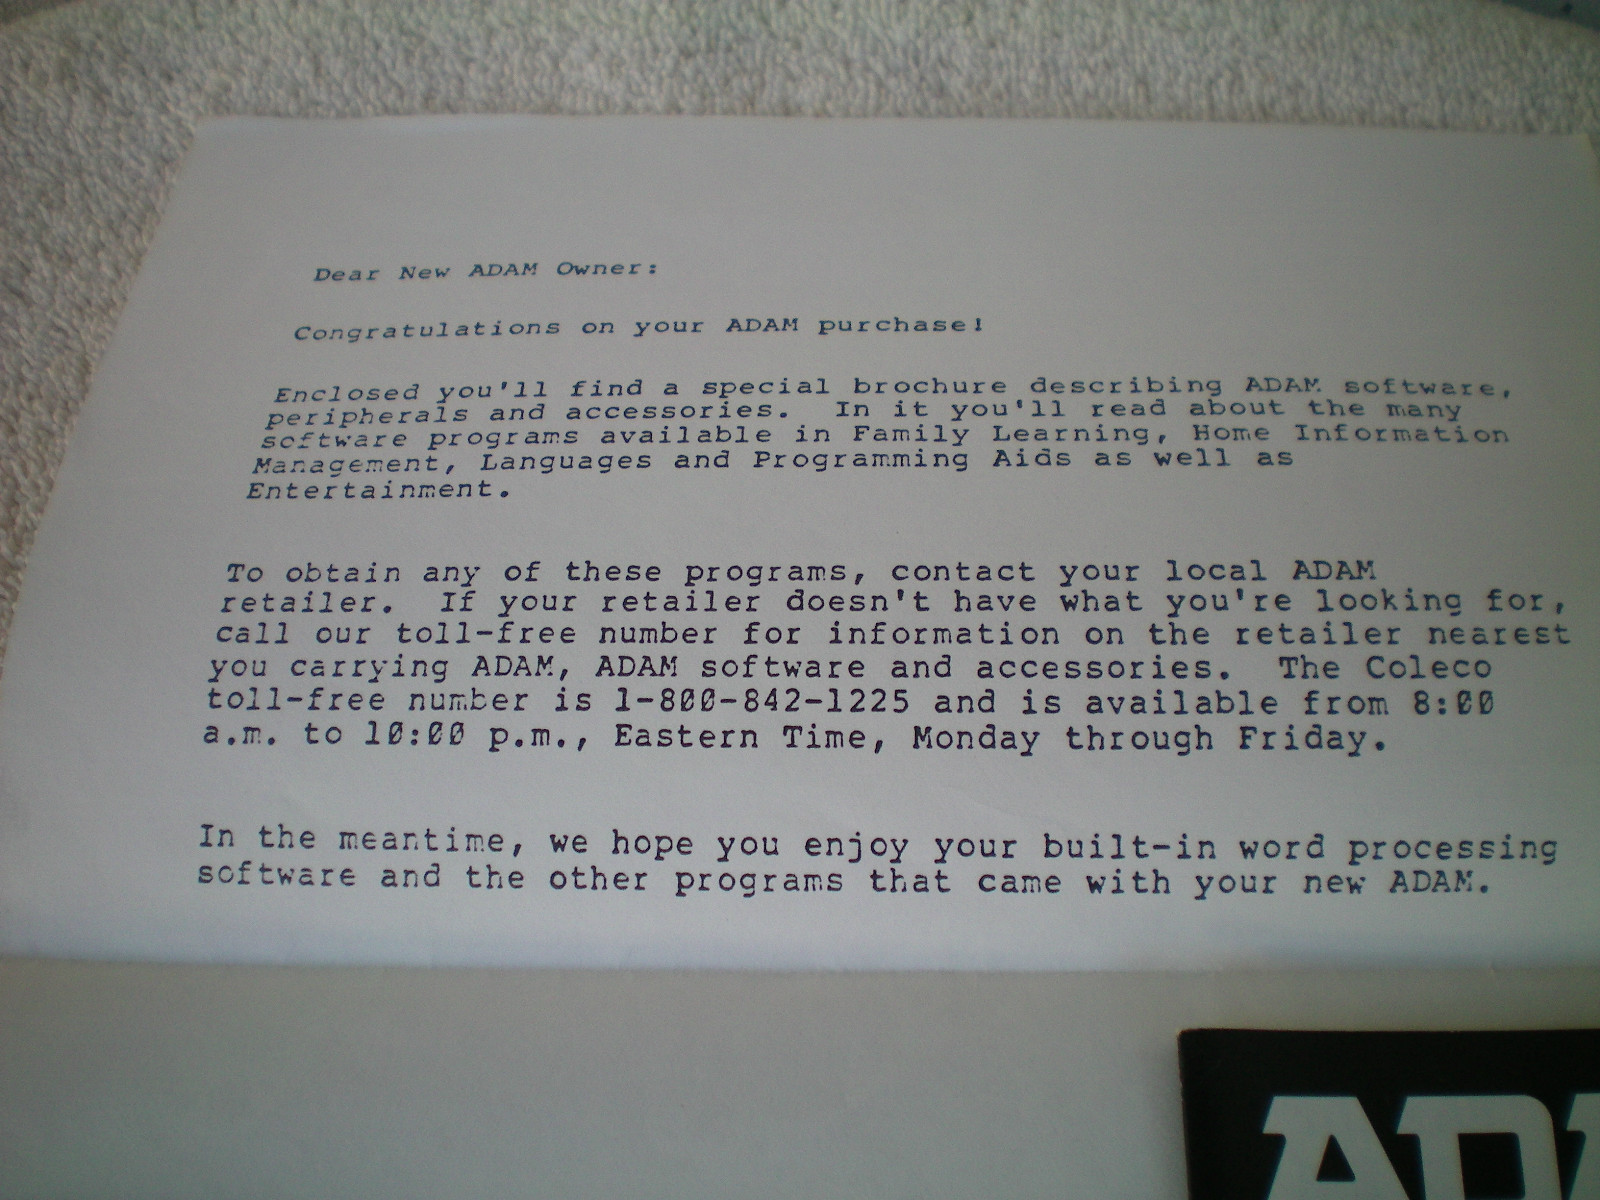 Dear New ADAM Owner:
Congratulations on your ADAM purchase!
Enclosed you'll find a special brochure describing ADAM software,
peripherals and accessories. In it you'll read about the many
software programs available in Family Learning, Home Information
Management, Languages and Programming Aids as well as
Entertainment.
To obtain any of these programs, contact your local ADAM
retailer. If your retailer doesn't have what you're looking for,
call our toll-free number for information on the retailer nearest
you carrying ADAM, ADAM software and accessories. The Coleco
toll-free number is 1-800-842-1225 and is available from 8:00
a.m. to 10:00 p.m., Eastern Time, Monday through Friday.
In the meantime, we hope you enjoy your built-in word processing
software and the other programs that came with your new ADAM.